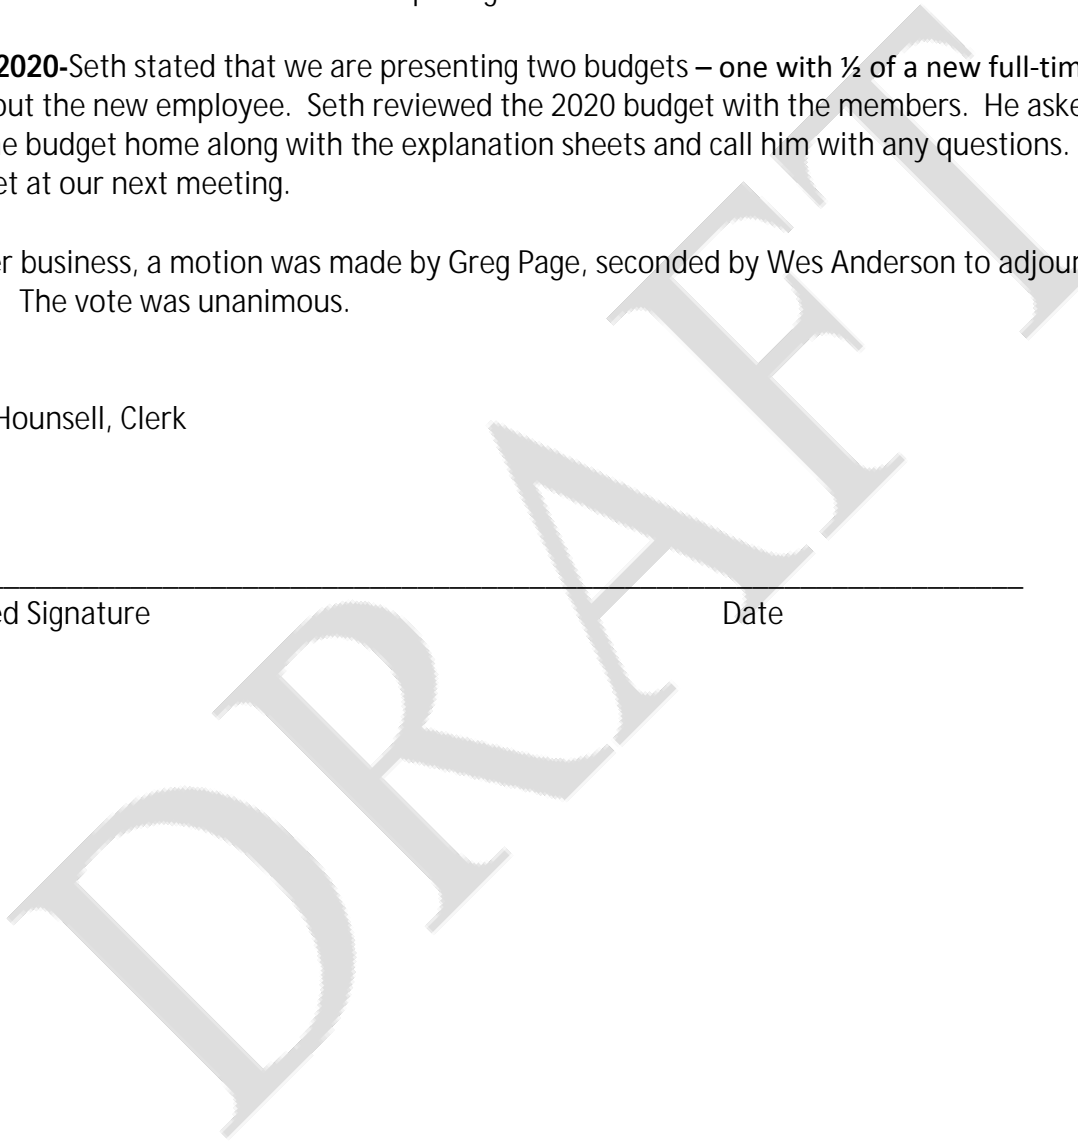 2020-Seth stated that we are presenting two budgets – one with ½ of a new full-tim
out the new employee.  Seth reviewed the 2020 budget with the members.  He aske
e budget home along with the explanation sheets and call him with any questions.
et at our next meeting.
er business, a motion was made by Greg Page, seconded by Wes Anderson to adjour
The vote was unanimous.
Hounsell, Clerk
ed Signature Date
DRAFT